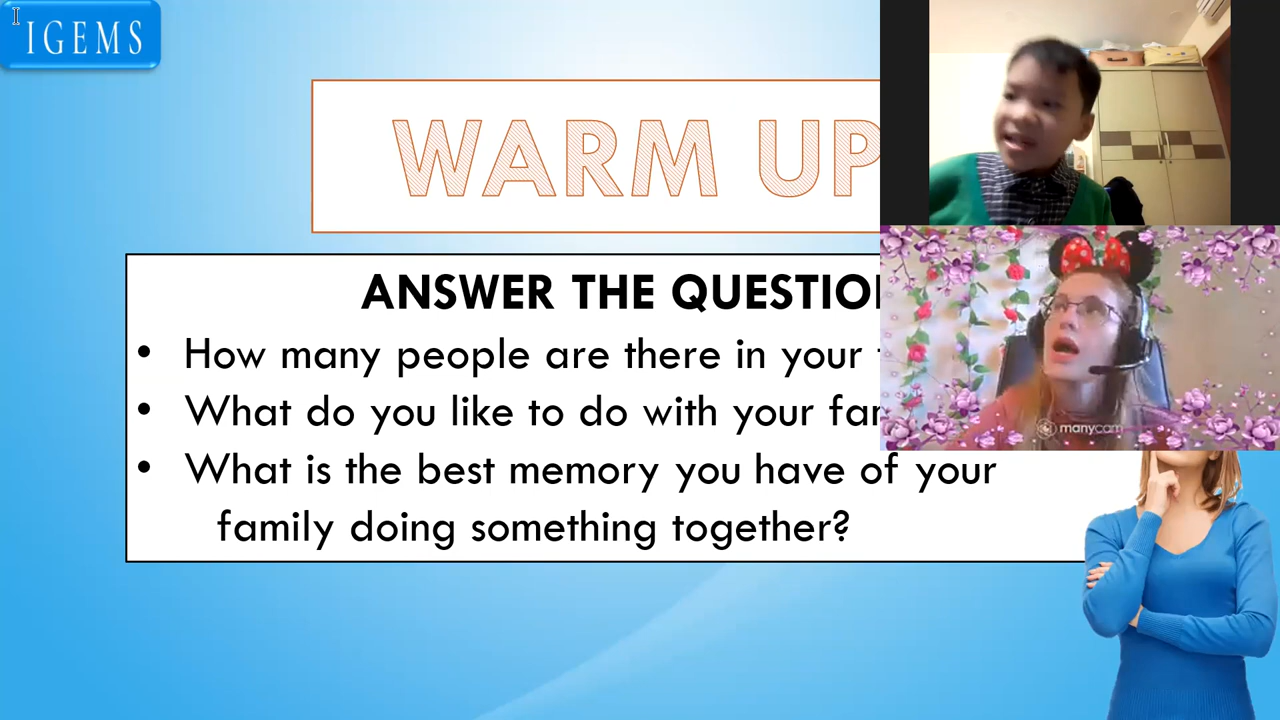 IGEMS
WARM UP
ANSWER THE QUESTIO
• How many people are there in your
• What do you like to do with your fa
• What is the best memory you have of your
family doing something together?
manycam